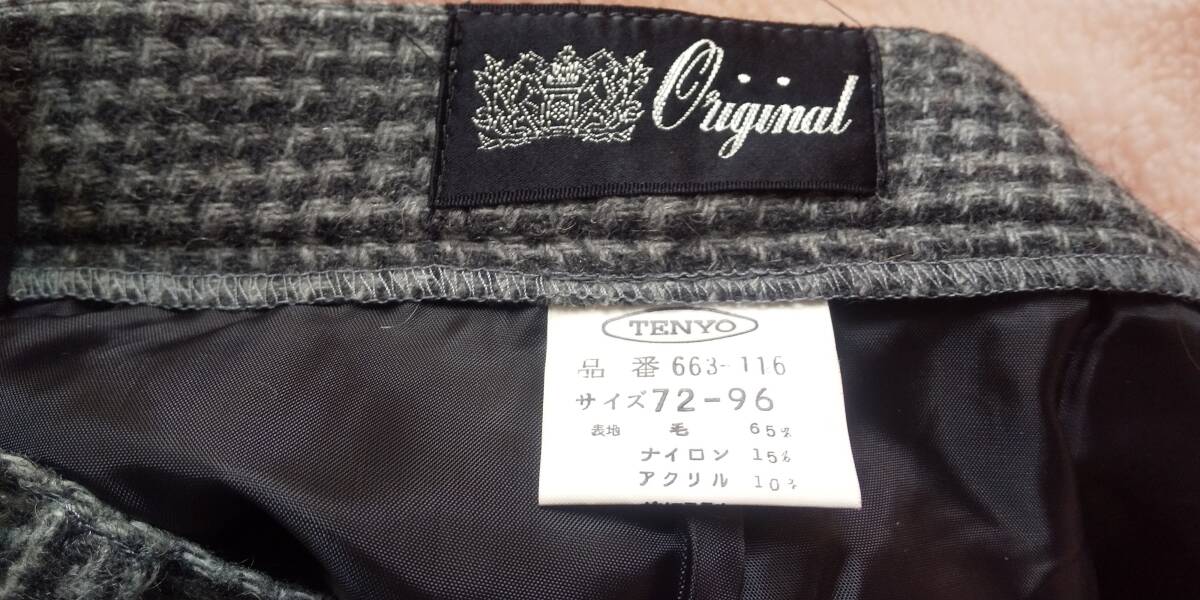 Original
TENYO
品番 663-116
サイズ 72-96
表地 毛 65%
ナイロン 15%
アクリル 10%